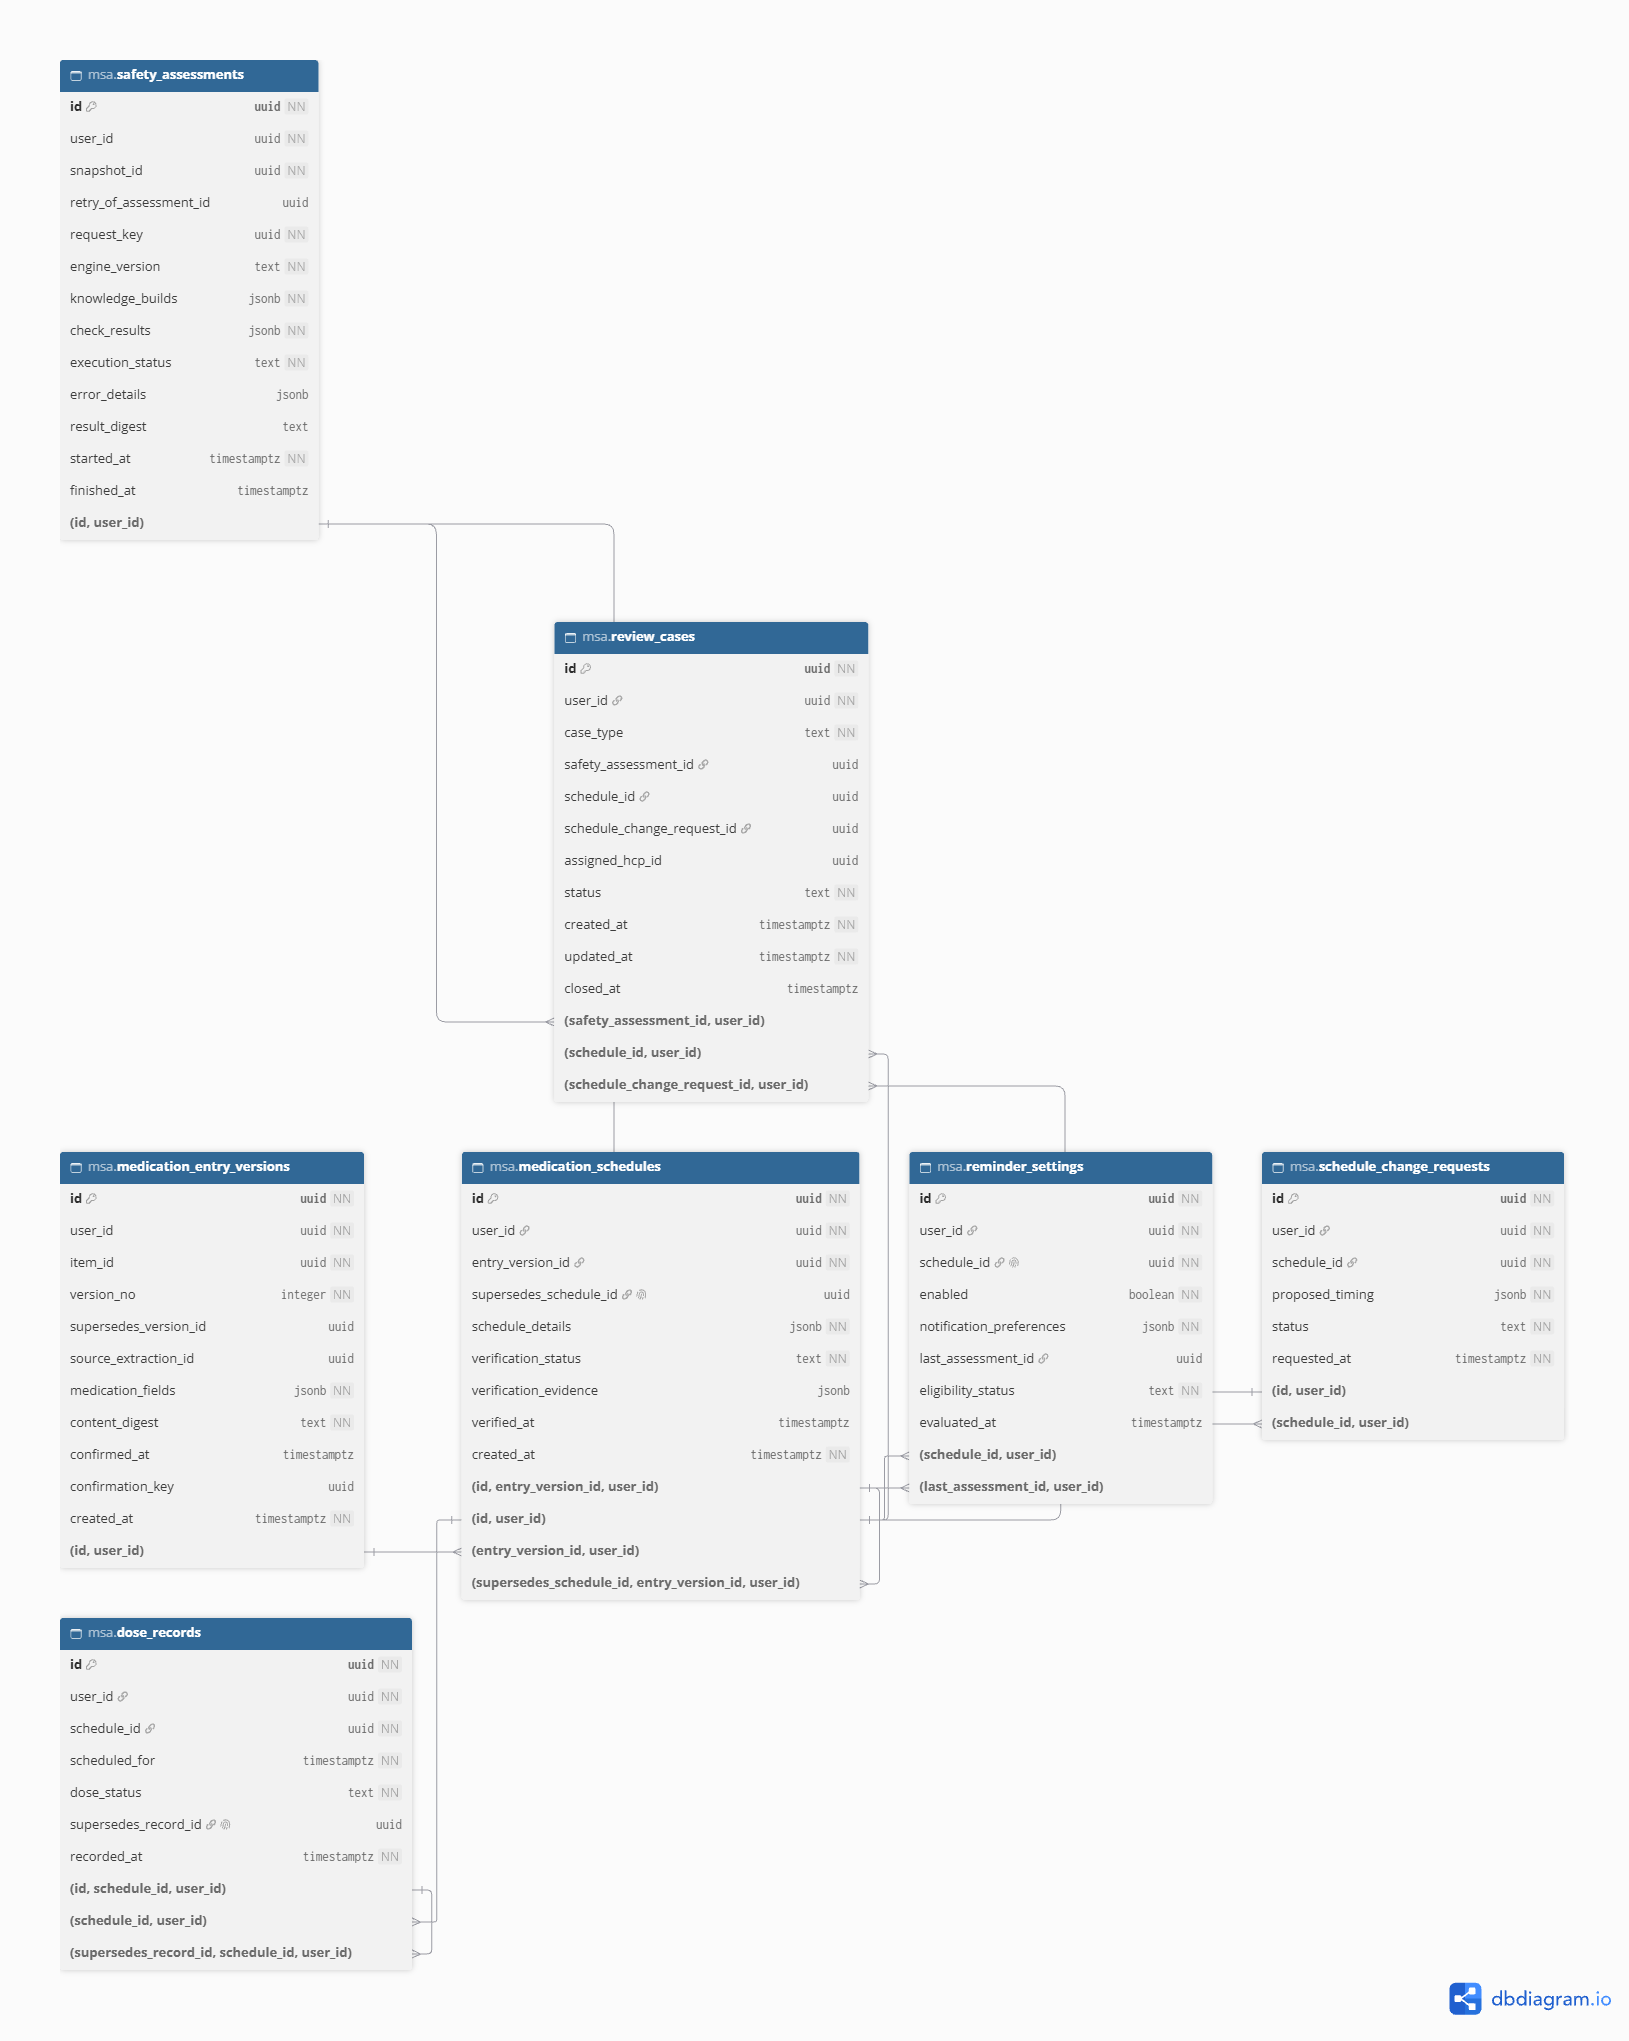 msa.safety_assessments
id uuid NN
user_id uuid NN
snapshot_id uuid NN
retry_of_assessment_id uuid
request_key uuid NN
engine_version text NN
knowledge_builds jsonb NN
check_results jsonb NN
execution_status text NN
error_details jsonb
result_digest text
started_at timestamptz NN
finished_at timestamptz
(id, user_id)
msa.review_cases
id uuid NN
user_id uuid NN
case_type text NN
safety_assessment_id uuid
schedule_id uuid
schedule_change_request_id uuid
assigned_hcp_id uuid
status text NN
created_at timestamptz NN
updated_at timestamptz NN
closed_at timestamptz
(safety_assessment_id, user_id)
(schedule_id, user_id)
(schedule_change_request_id, user_id)
msa.medication_entry_versions
id uuid NN
user_id uuid NN
item_id uuid NN
version_no integer NN
supersedes_version_id uuid
source_extraction_id uuid
medication_fields jsonb NN
content_digest text NN
confirmed_at timestamptz
confirmation_key uuid
created_at timestamptz NN
(id, user_id)
msa.medication_schedules
id uuid NN
user_id uuid NN
entry_version_id uuid NN
supersedes_schedule_id uuid
schedule_details jsonb NN
verification_status text NN
verification_evidence jsonb
verified_at timestamptz
created_at timestamptz NN
(id, entry_version_id, user_id)
(id, user_id)
(entry_version_id, user_id)
(supersedes_schedule_id, entry_version_id, user_id)
msa.reminder_settings
id uuid NN
user_id uuid NN
schedule_id uuid NN
enabled boolean NN
notification_preferences jsonb NN
last_assessment_id uuid
eligibility_status text NN
evaluated_at timestamptz
(schedule_id, user_id)
(last_assessment_id, user_id)
msa.schedule_change_requests
id uuid NN
user_id uuid NN
schedule_id uuid NN
proposed_timing jsonb NN
status text NN
requested_at timestamptz NN
(id, user_id)
(schedule_id, user_id)
msa.dose_records
id uuid NN
user_id uuid NN
schedule_id uuid NN
scheduled_for timestamptz NN
dose_status text NN
supersedes_record_id uuid
recorded_at timestamptz NN
(id, schedule_id, user_id)
(schedule_id, user_id)
(supersedes_record_id, schedule_id, user_id)
dbdiagram.io